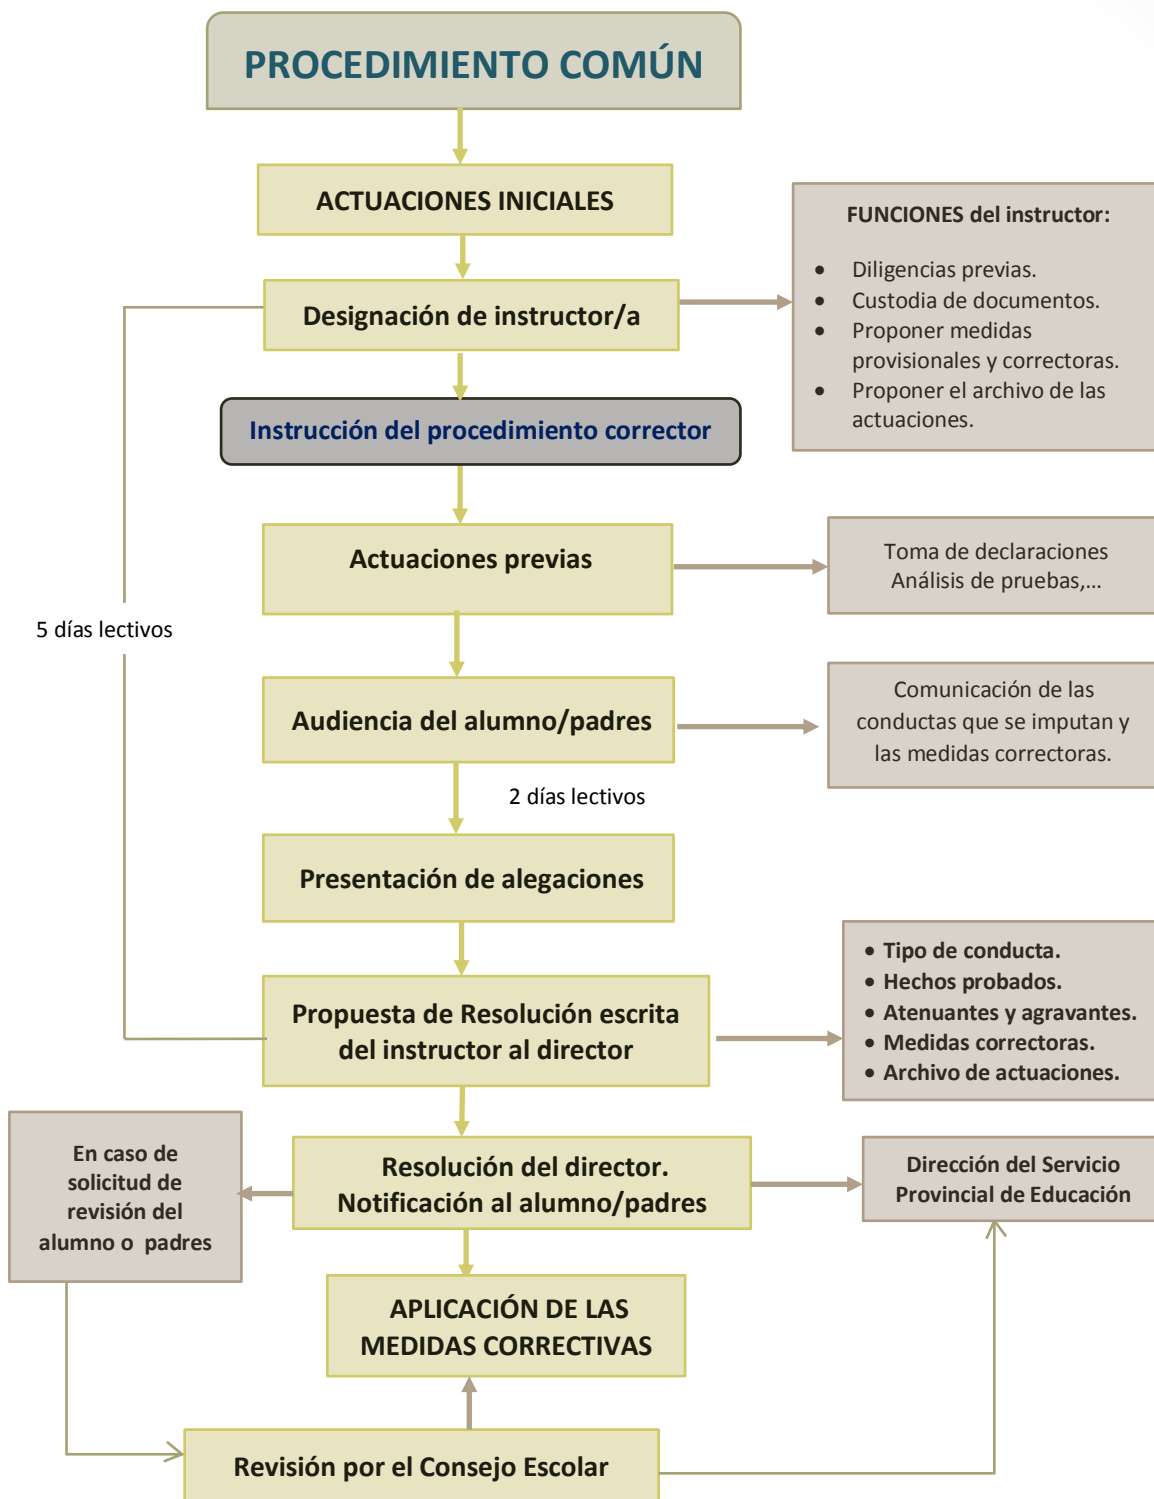 PROCEDIMIENTO COMÚN
ACTUACIONES INICIALES
FUNCIONES del instructor:
• Diligencias previas.
• Custodia de documentos.
• Proponer medidas
provisionales y correctoras.
• Proponer el archivo de las
actuaciones.
Designación de instructor/a
Instrucción del procedimiento corrector
Actuaciones previas
Toma de declaraciones
Análisis de pruebas,...
5 días lectivos
Audiencia del alumno/padres
Comunicación de las
conductas que se imputan y
las medidas correctoras.
2 días lectivos
Presentación de alegaciones
Propuesta de Resolución escrita
del instructor al director
• Tipo de conducta.
• Hechos probados.
• Atenuantes y agravantes.
• Medidas correctoras.
• Archivo de actuaciones.
En caso de
solicitud de
revisión del
alumno o padres
Resolución del director.
Notificación al alumno/padres
Dirección del Servicio
Provincial de Educación
APLICACIÓN DE LAS
MEDIDAS CORRECTIVAS
Revisión por el Consejo Escolar